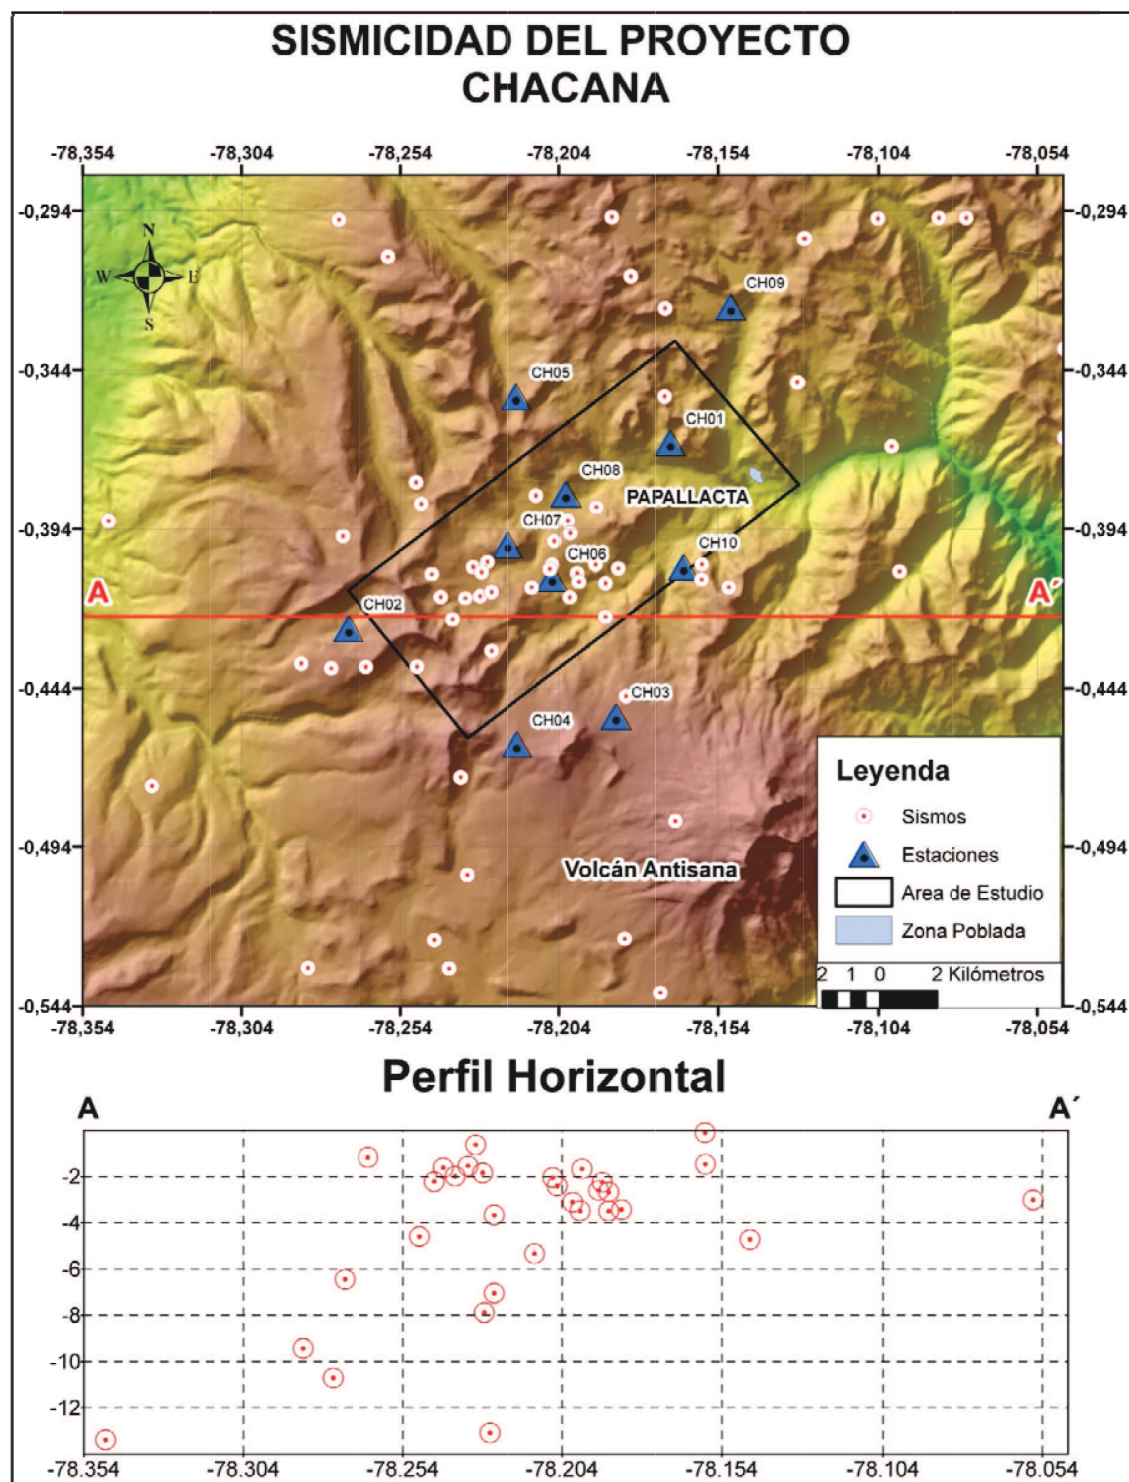 SISMICIDAD DEL PROYECTO
CHACANA
-78,354 -78,304 -78,254 -78,204 -78,154 -78,104 -78,054
-0,294 -0,294
N
W E
S
CH09
-0,344 CH05 -0,344
CH01
CH08
PAPALLACTA
-0,394 CH07 -0,394
CH06 CH10
A A´
CH02
-0,444 CH03 -0,444
CH04
Leyenda
Sismos
-0,494 Estaciones -0,494
Volcán Antisana
Area de Estudio
Zona Poblada
2 1 0 2 Kilómetros
-0,544 -0,544
-78,354 -78,304 -78,254 -78,204 -78,154 -78,104 -78,054
Perfil Horizontal
A A´
-2
-4
-6
-8
-10
-12
-78.354 -78.304 -78.254 -78.204 -78.154 -78.104 -78.054